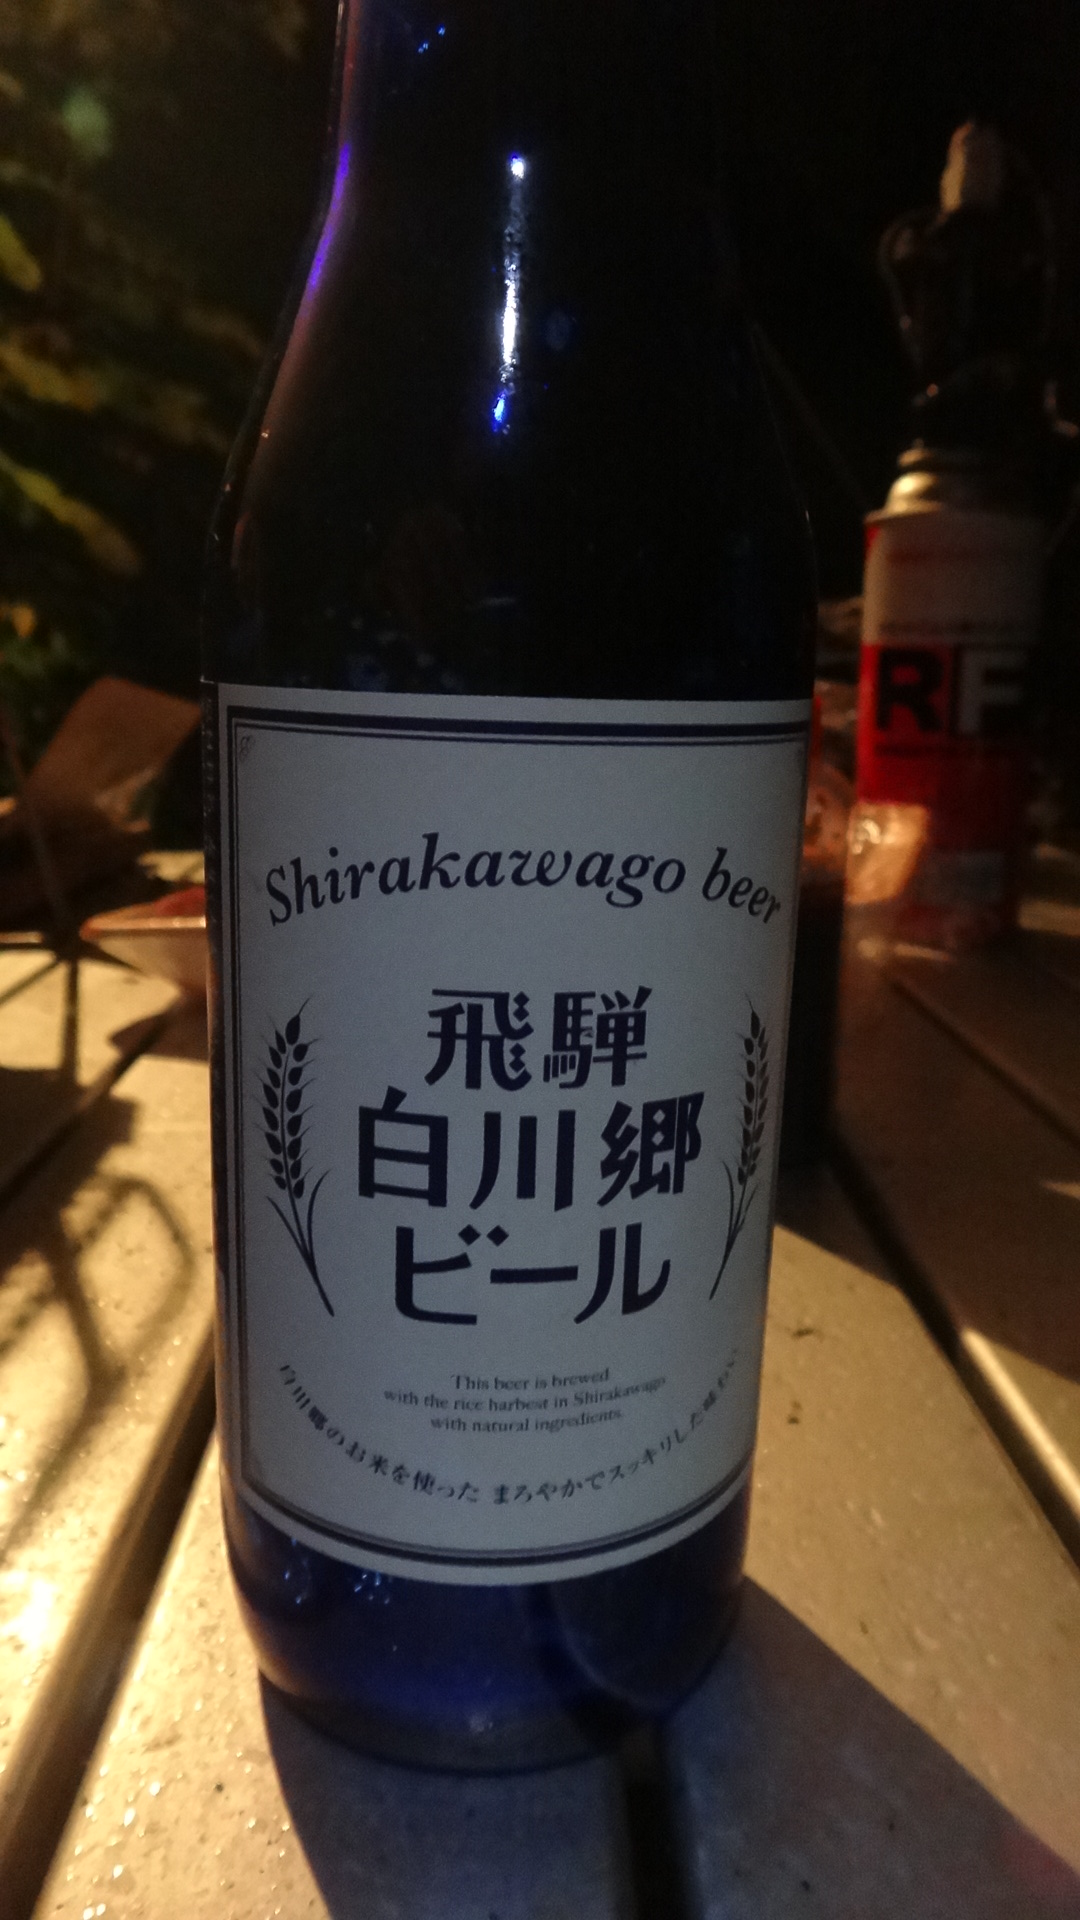 Shirakawago beer
飛騨
白川郷
ビール
This beer is brewed
with the rice harbest in Shirakawago
with natural ingredients.
白川郷のお米を使った まろやかでスッキリした味わい
RF